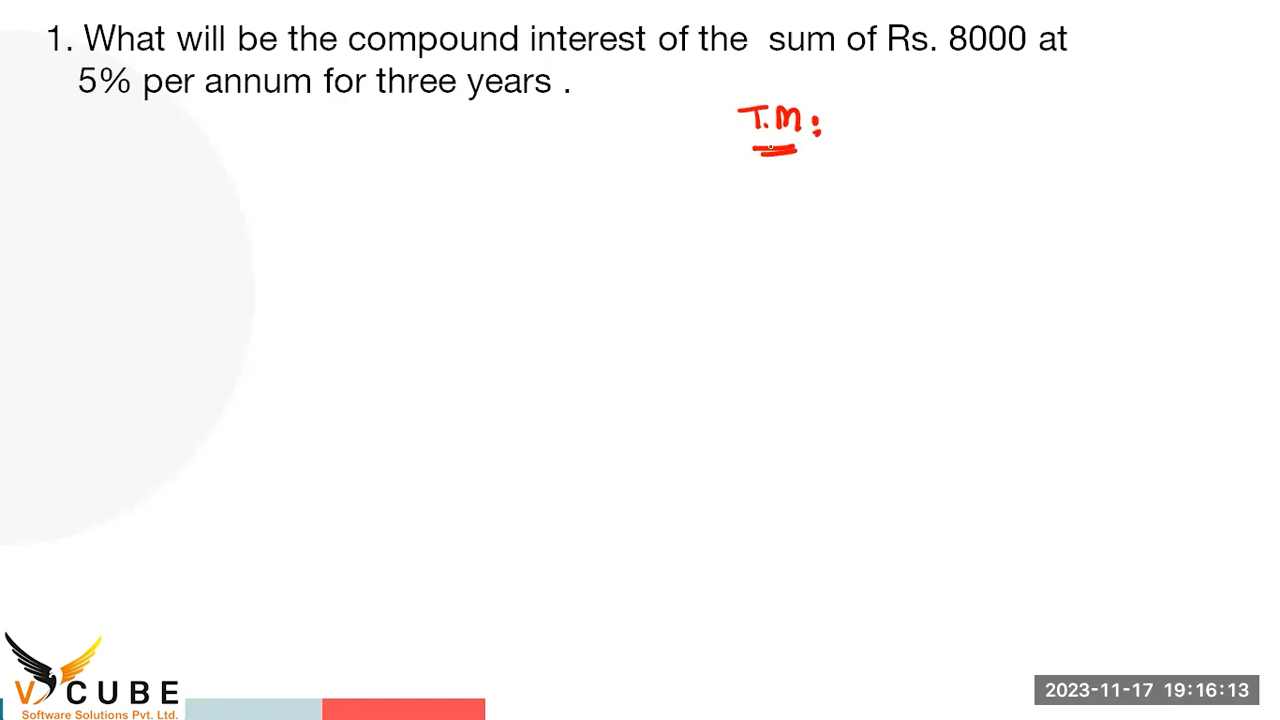 1. What will be the compound interest of the sum of Rs. 8000 at
5% per annum for three years .
T.M:
V CUBE
Software Solutions Pvt. Ltd.
2023-11-17 19:16:13